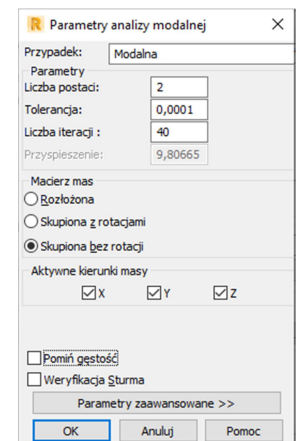 Parametry analizy modalnej
Przypadek: Modalna
Parametry
Liczba postaci: 2
Tolerancja: 0,0001
Liczba iteracji : 40
Przyspieszenie: 9,80665
Macierz mas
Rozłożona
Skupiona z rotacjami
Skupiona bez rotacji
Aktywne kierunki masy
X Y Z
Pomiń gęstość
Weryfikacja Sturma
Parametry zaawansowane >>
OK Anuluj Pomoc